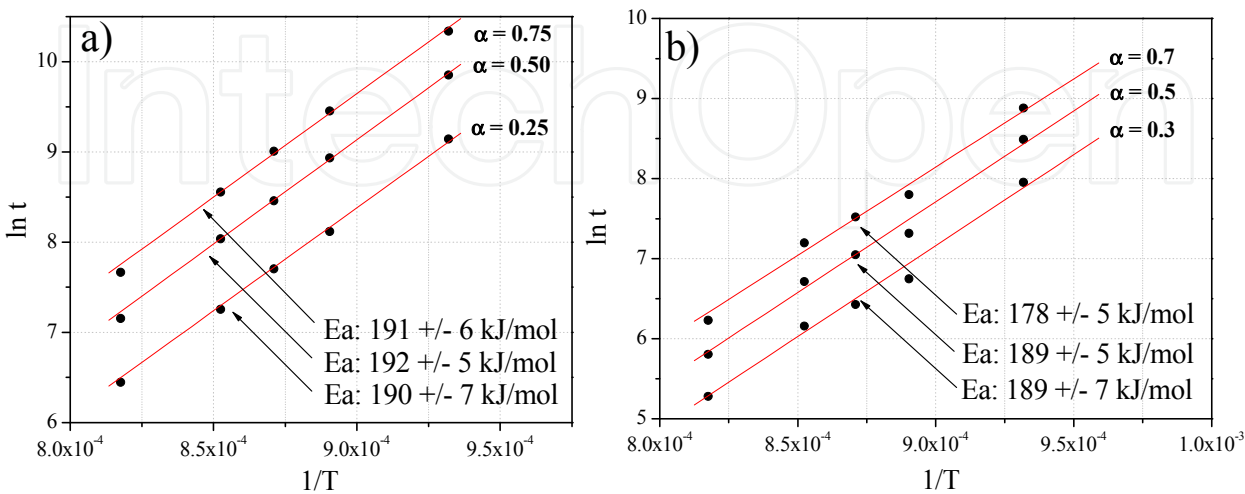 IntechOpen
a)
α = 0.75
α = 0.50
α = 0.25
10
9
8
7
6
ln t
Ea: 191 +/- 6 kJ/mol
Ea: 192 +/- 5 kJ/mol
Ea: 190 +/- 7 kJ/mol
8.0x10⁻⁴ 8.5x10⁻⁴ 9.0x10⁻⁴ 9.5x10⁻⁴
1/T
b)
α = 0.7
α = 0.5
α = 0.3
10
9
8
7
6
5
ln t
Ea: 178 +/- 5 kJ/mol
Ea: 189 +/- 5 kJ/mol
Ea: 189 +/- 7 kJ/mol
8.0x10⁻⁴ 8.5x10⁻⁴ 9.0x10⁻⁴ 9.5x10⁻⁴ 1.0x10⁻³
1/T